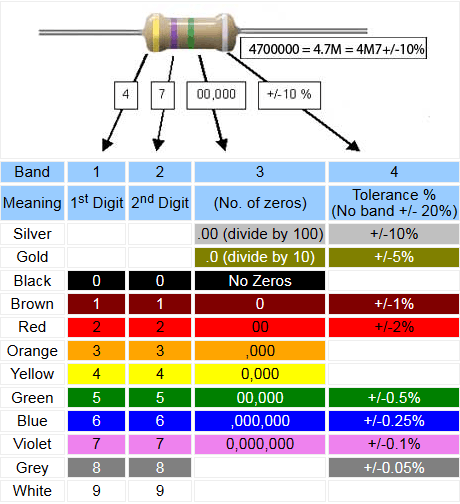 4700000 = 4.7M = 4M7+/-10%
4 7 00,000 +/-10 %
Band 1 2 3 4
Meaning 1st Digit 2nd Digit (No. of zeros) Tolerance %
(No band +/- 20%)
Silver .00 (divide by 100) +/-10%
Gold .0 (divide by 10) +/-5%
Black 0 0 No Zeros
Brown 1 1 0 +/-1%
Red 2 2 00 +/-2%
Orange 3 3 ,000
Yellow 4 4 0,000
Green 5 5 00,000 +/-0.5%
Blue 6 6 ,000,000 +/-0.25%
Violet 7 7 0,000,000 +/-0.1%
Grey 8 8 +/-0.05%
White 9 9